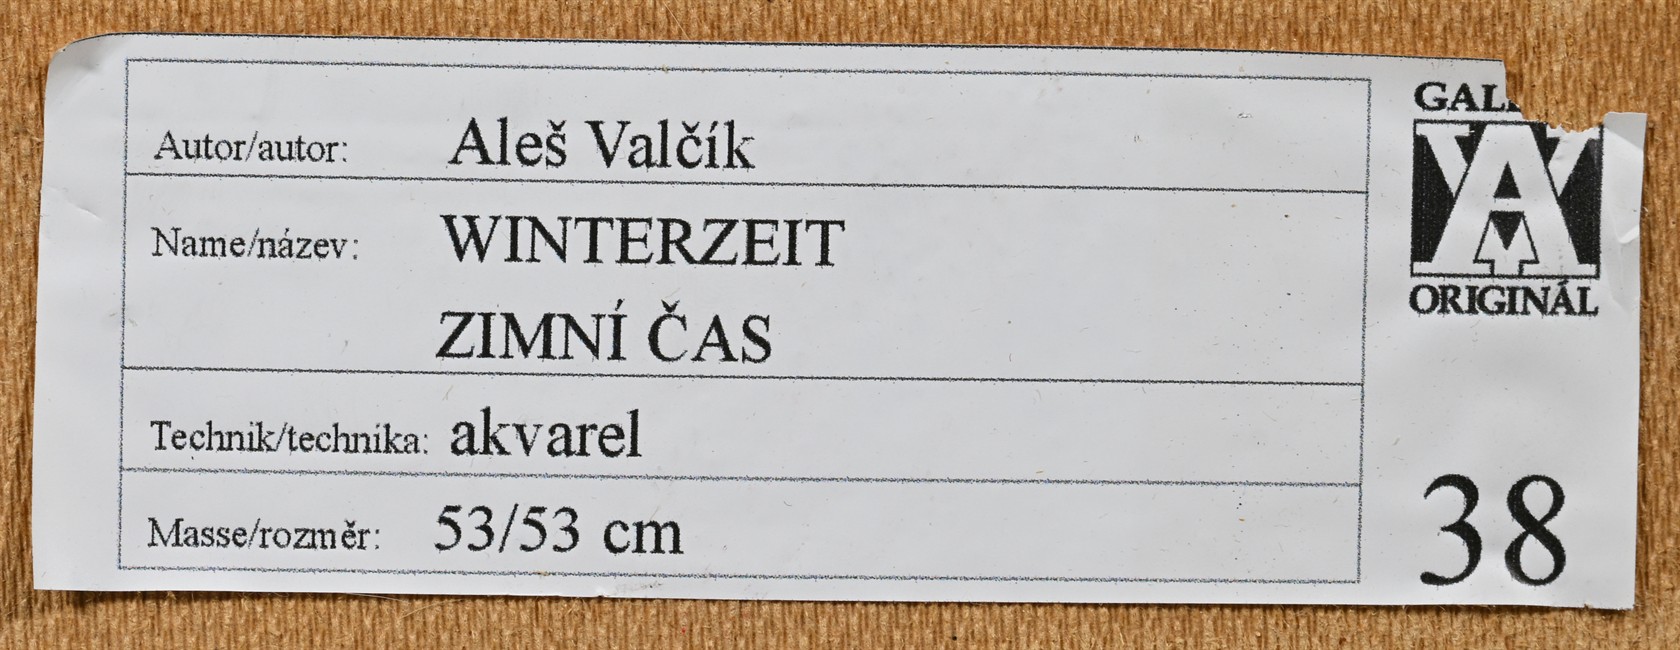 Autor/autor: Aleš Valčík
Name/název: WINTERZEIT
ZIMNÍ ČAS
Technik/technika: akvarel
Masse/rozměr: 53/53 cm
ORIGINÁL
38